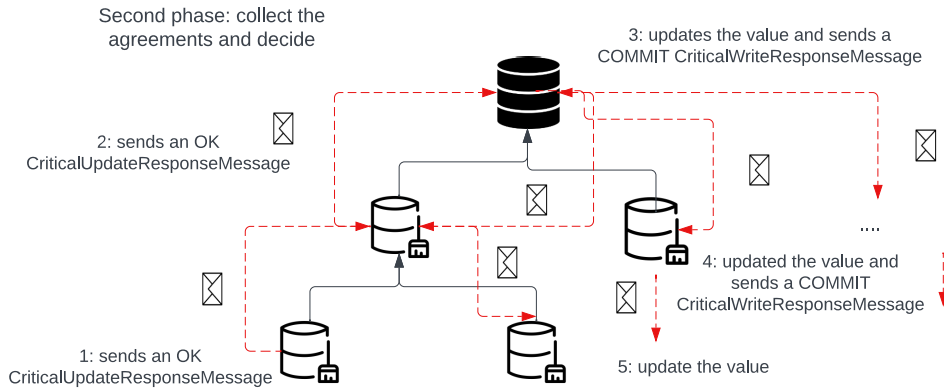 Second phase: collect the
agreements and decide
3: updates the value and sends a
COMMIT CriticalWriteResponseMessage
2: sends an OK
CriticalUpdateResponseMessage
....
4: updated the value and
sends a COMMIT
CriticalWriteResponseMessage
1: sends an OK
CriticalUpdateResponseMessage
5: update the value